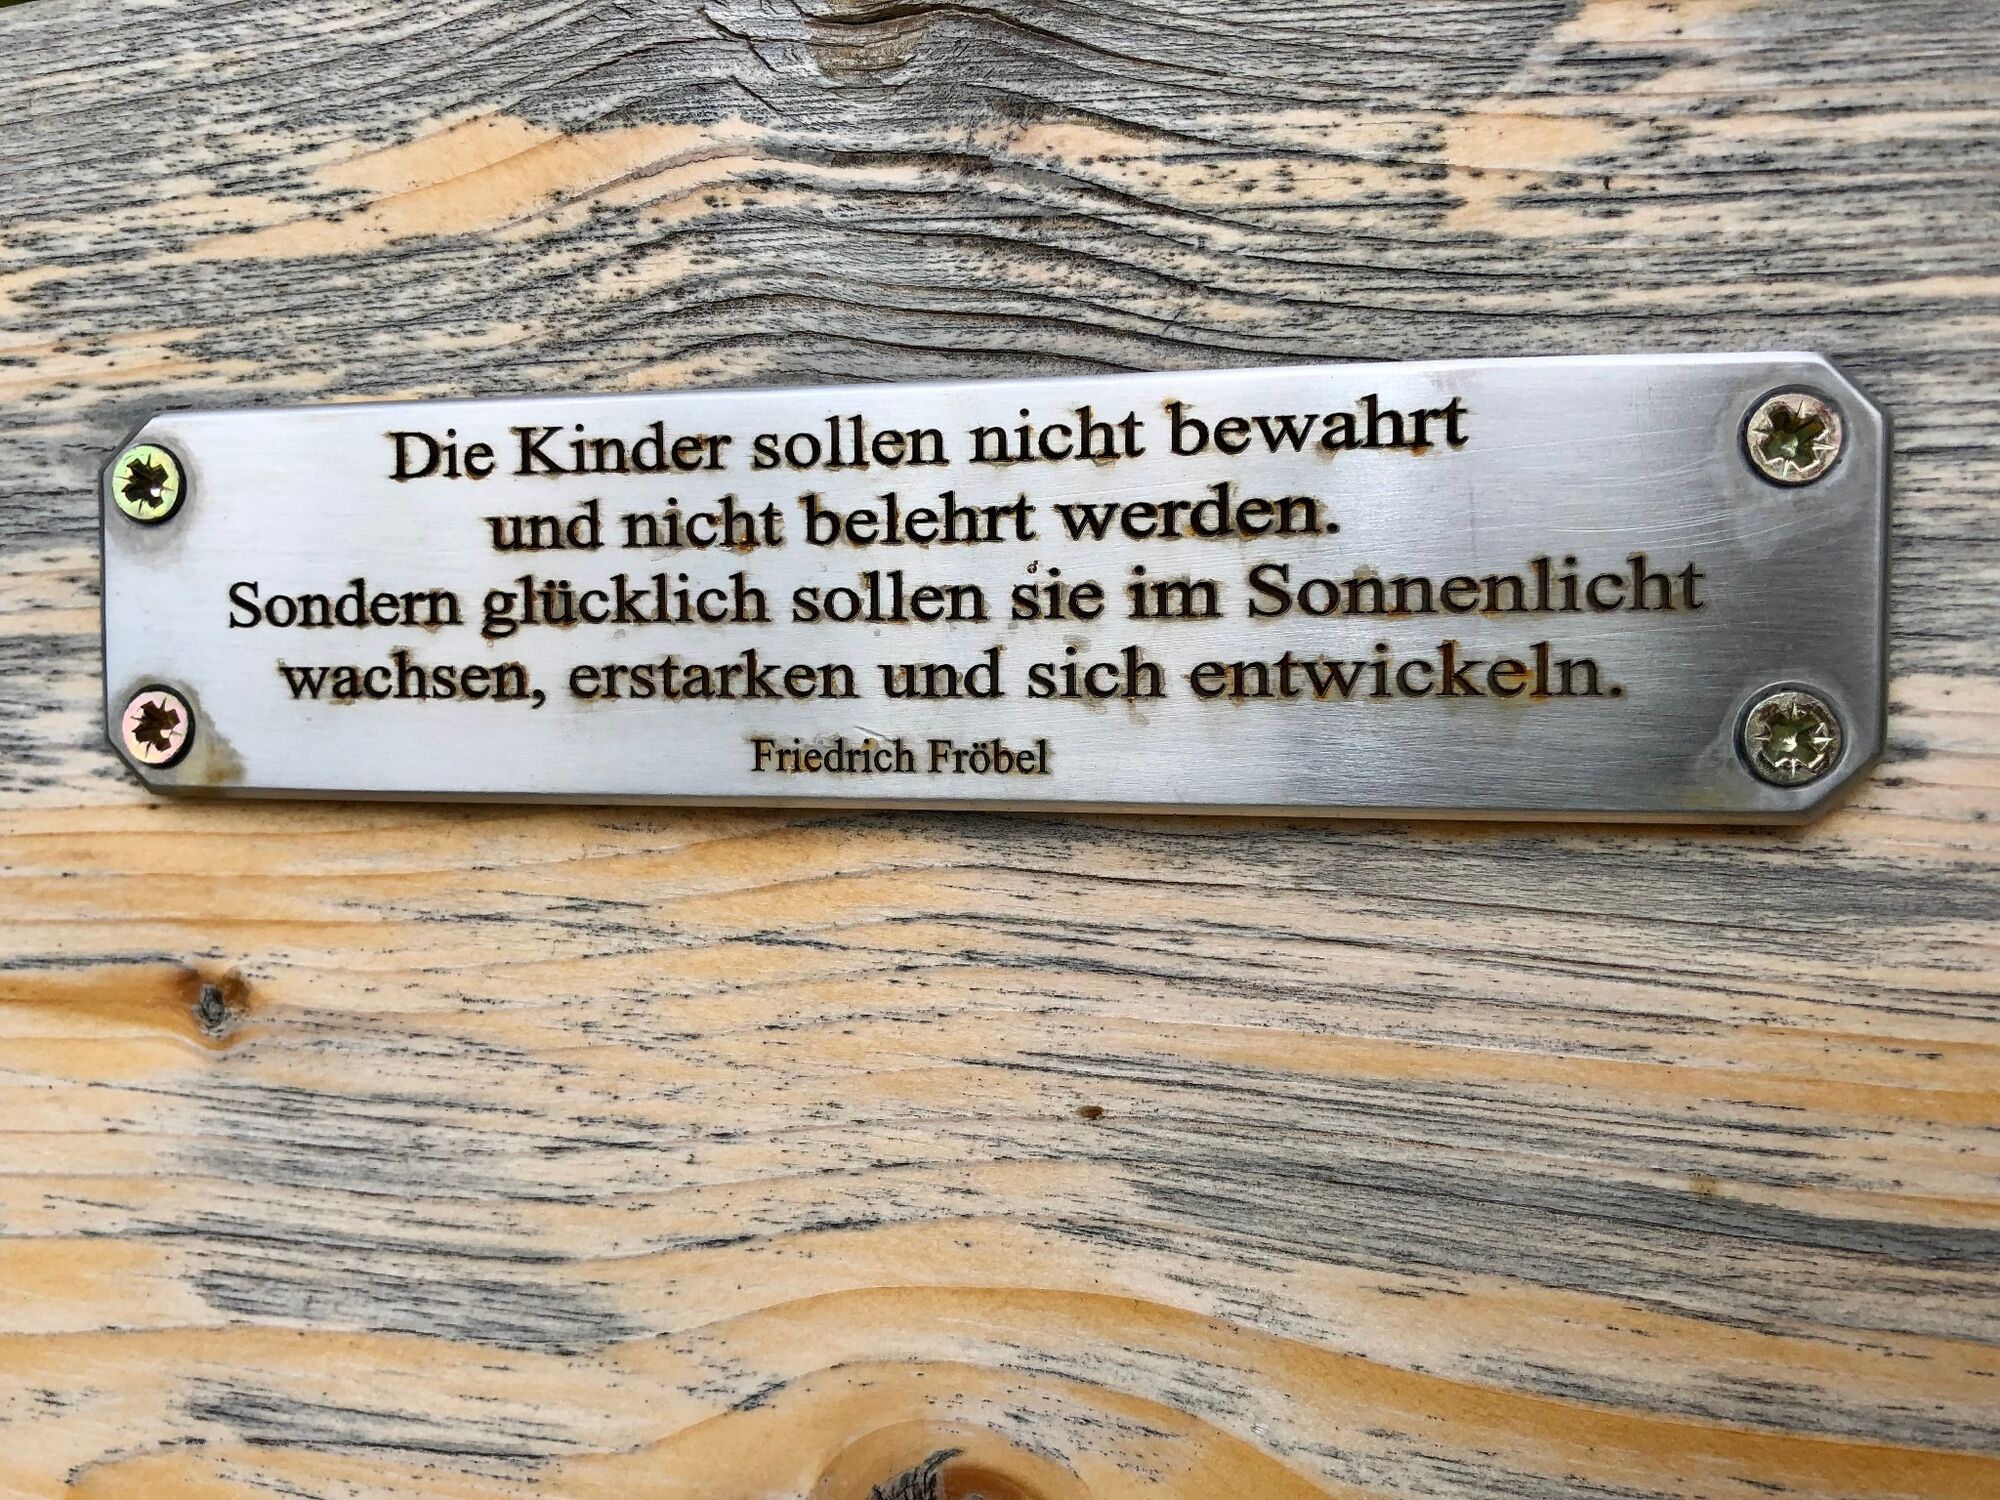 Die Kinder sollen nicht bewahrt
und nicht belehrt werden.
Sondern glücklich sollen sie im Sonnenlicht
wachsen, erstarken und sich entwickeln.
Friedrich Fröbel